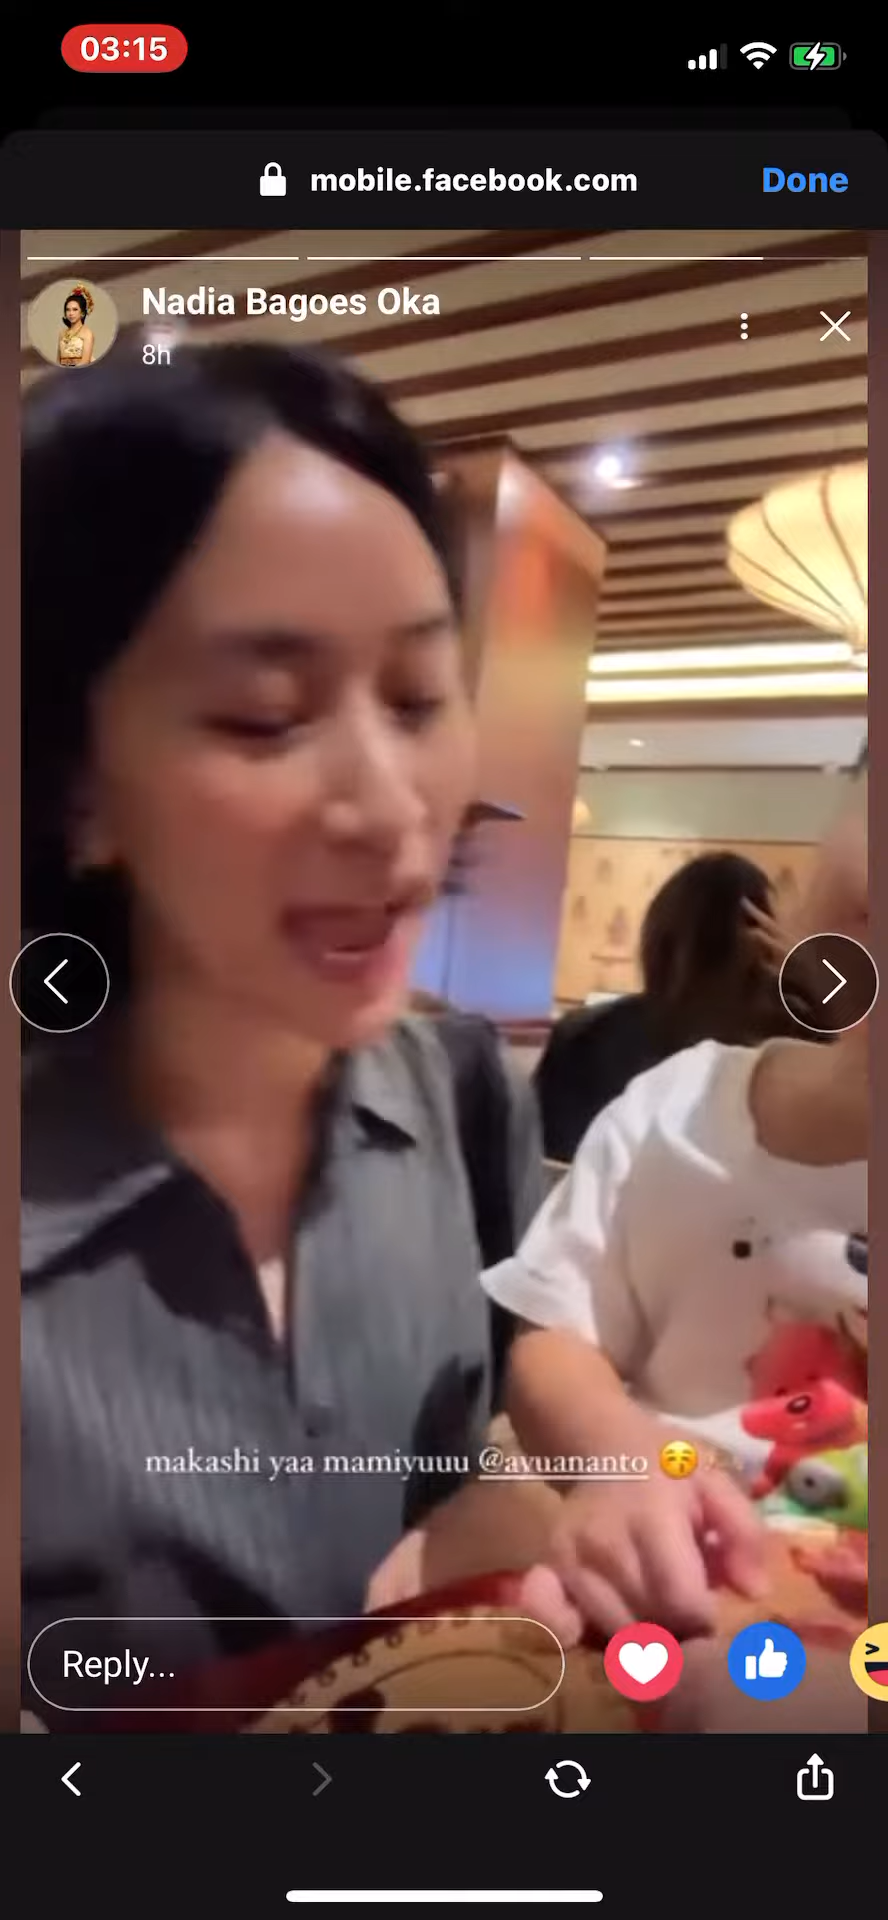 03:15
mobile.facebook.com
Done
Nadia Bagoes Oka
8h
makashi yaa mamiyuuu @ayuananto 😚
Reply...